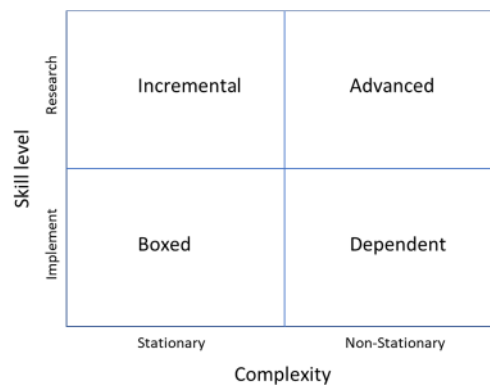 Research
Incremental
Advanced
Skill level
Implement
Boxed
Dependent
Stationary
Non-Stationary
Complexity